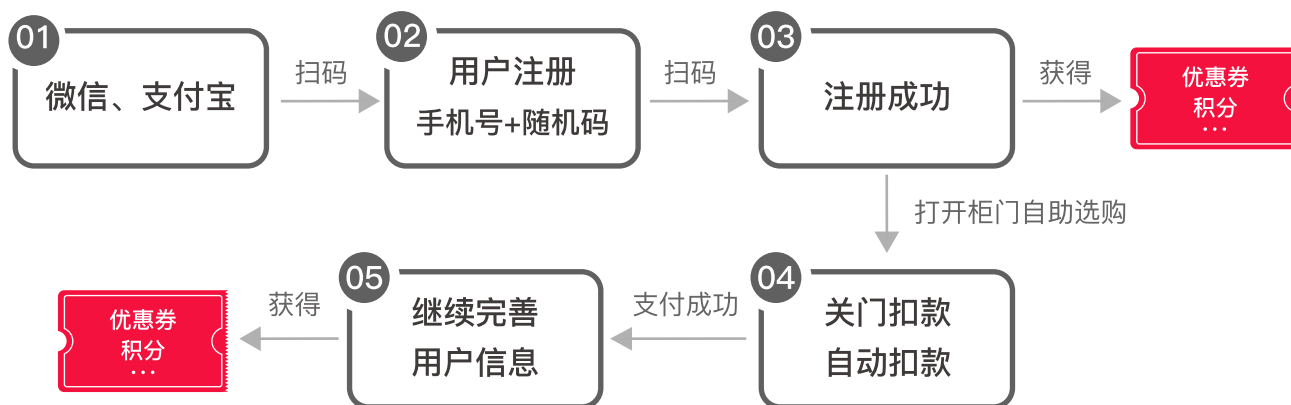 01
微信、支付宝
扫码
02
用户注册
手机号+随机码
扫码
03
注册成功
获得
优惠券
积分
...
打开柜门自助选购
04
关门扣款
自动扣款
支付成功
05
继续完善
用户信息
获得
优惠券
积分
...